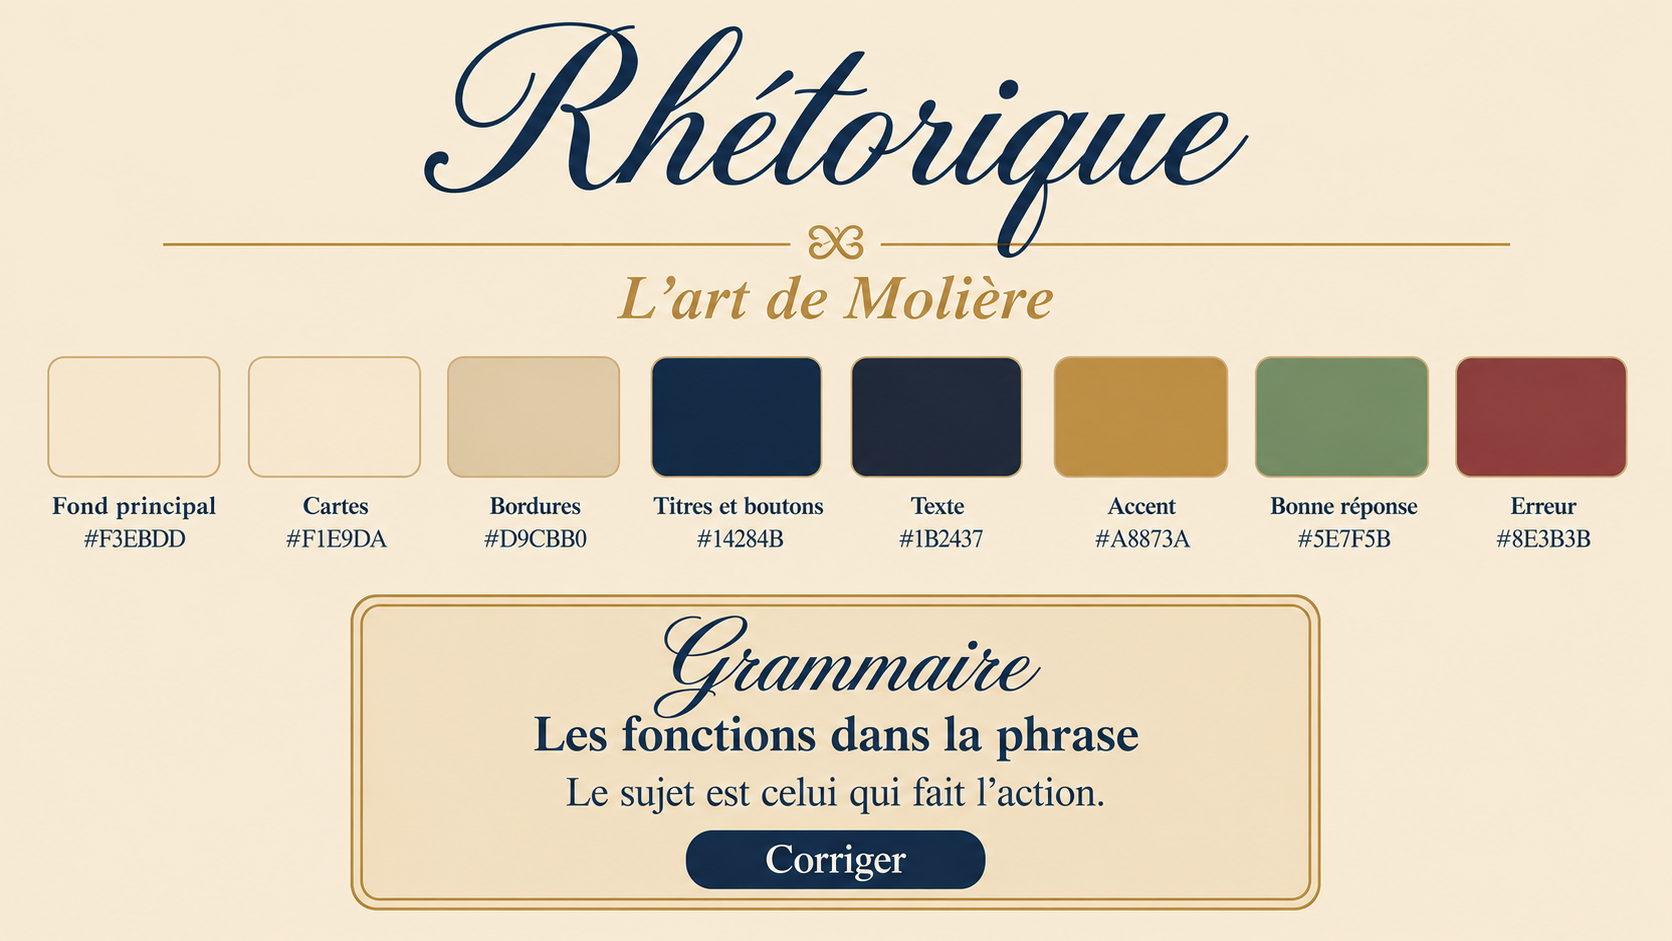 Rhétorique
L’art de Molière
Fond principal
#F3EBDD
Cartes
#F1E9DA
Bordures
#D9CBB0
Titres et boutons
#14284B
Texte
#1B2437
Accent
#A8873A
Bonne réponse
#5E7F5B
Erreur
#8E3B3B
Grammaire
Les fonctions dans la phrase
Le sujet est celui qui fait l’action.
Corriger